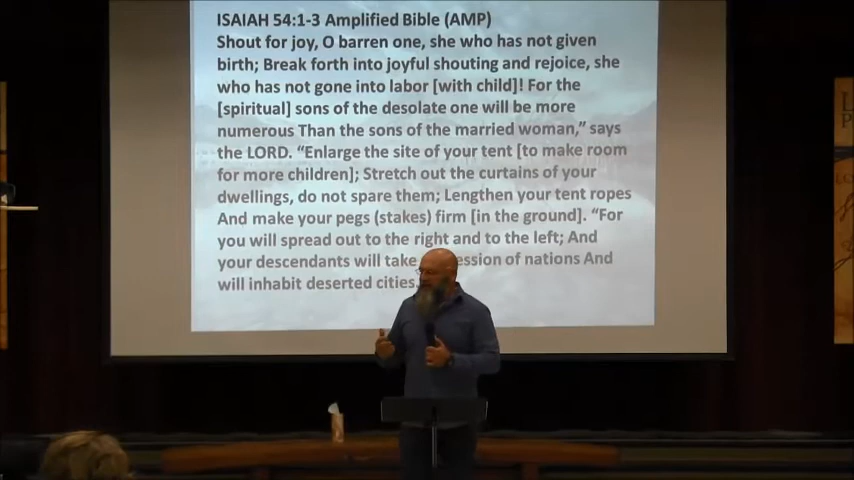 ISAIAH 54:1-3 Amplified Bible (AMP)
Shout for joy, O barren one, she who has not given
birth; Break forth into joyful shouting and rejoice, she
who has not gone into labor [with child]! For the
[spiritual] sons of the desolate one will be more
numerous Than the sons of the married woman,” says
the LORD. “Enlarge the site of your tent [to make room
for more children]; Stretch out the curtains of your
dwellings, do not spare them; Lengthen your tent ropes
And make your pegs (stakes) firm [in the ground]. “For
you will spread out to the right and to the left; And
your descendants will take ession of nations And
will inhabit deserted cities.